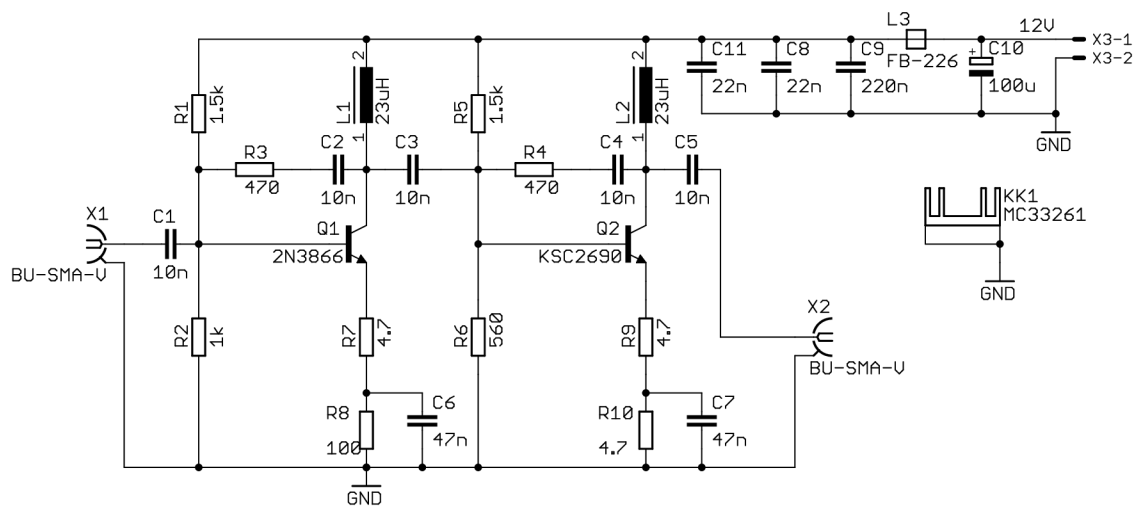 L3
12V
C11
C8
C9
C10
+
X3-1
X3-2
FB-226
22n
22n
220n
100u
GND
R1
1.5k
2
L1
23uH
1
R5
1.5k
2
L2
23uH
1
R3
470
C2
10n
C3
10n
R4
470
C4
10n
C5
10n
KK1
MC33261
GND
X1
BU-SMA-V
C1
10n
Q1
2N3866
Q2
KSC2690
R2
1k
R7
4.7
R6
560
R9
4.7
X2
BU-SMA-V
R8
100
C6
47n
R10
4.7
C7
47n
GND